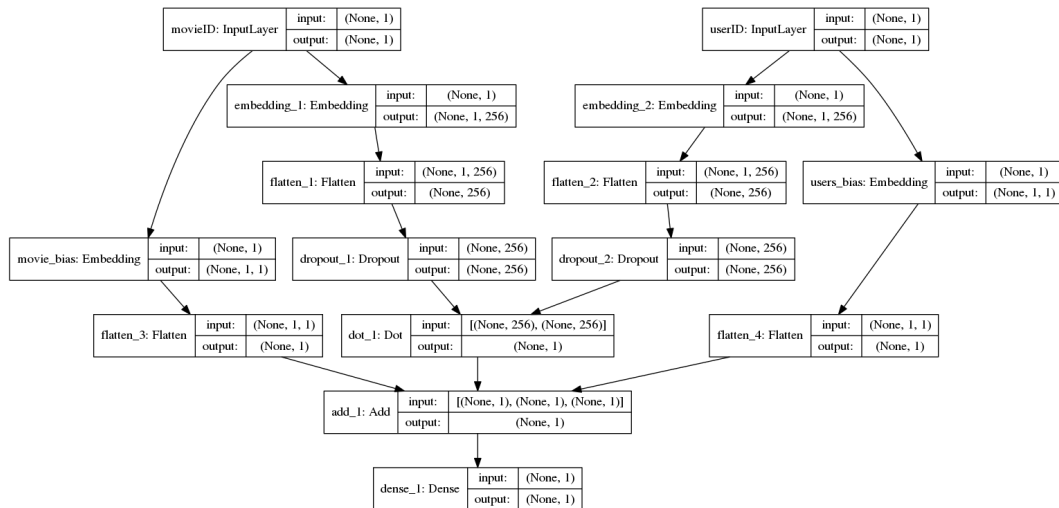 movieID: InputLayer input: (None, 1)
output: (None, 1)
userID: InputLayer input: (None, 1)
output: (None, 1)
embedding_1: Embedding input: (None, 1)
output: (None, 1, 256)
embedding_2: Embedding input: (None, 1)
output: (None, 1, 256)
flatten_1: Flatten input: (None, 1, 256)
output: (None, 256)
flatten_2: Flatten input: (None, 1, 256)
output: (None, 256)
users_bias: Embedding input: (None, 1)
output: (None, 1, 1)
movie_bias: Embedding input: (None, 1)
output: (None, 1, 1)
dropout_1: Dropout input: (None, 256)
output: (None, 256)
dropout_2: Dropout input: (None, 256)
output: (None, 256)
flatten_3: Flatten input: (None, 1, 1)
output: (None, 1)
dot_1: Dot input: [(None, 256), (None, 256)]
output: (None, 1)
flatten_4: Flatten input: (None, 1, 1)
output: (None, 1)
add_1: Add input: [(None, 1), (None, 1), (None, 1)]
output: (None, 1)
dense_1: Dense input: (None, 1)
output: (None, 1)